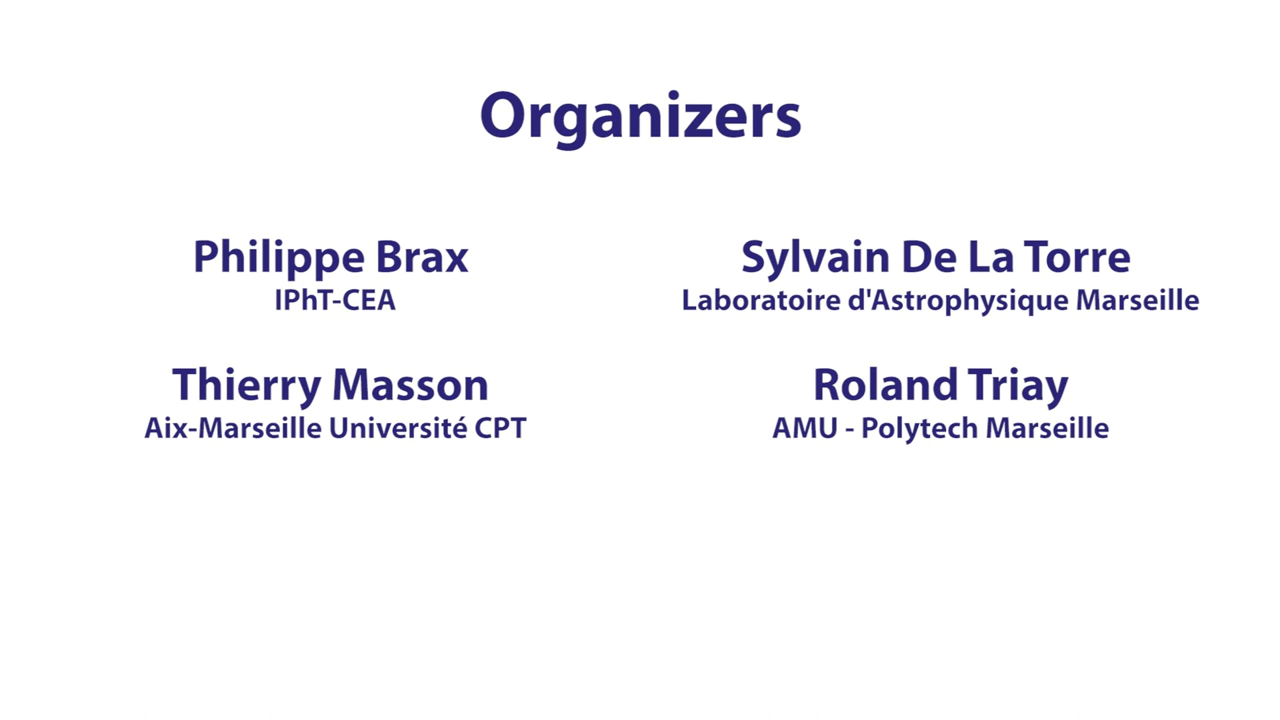 Organizers
Philippe Brax
IPhT-CEA
Sylvain De La Torre
Laboratoire d'Astrophysique Marseille
Thierry Masson
Aix-Marseille Université CPT
Roland Triay
AMU - Polytech Marseille